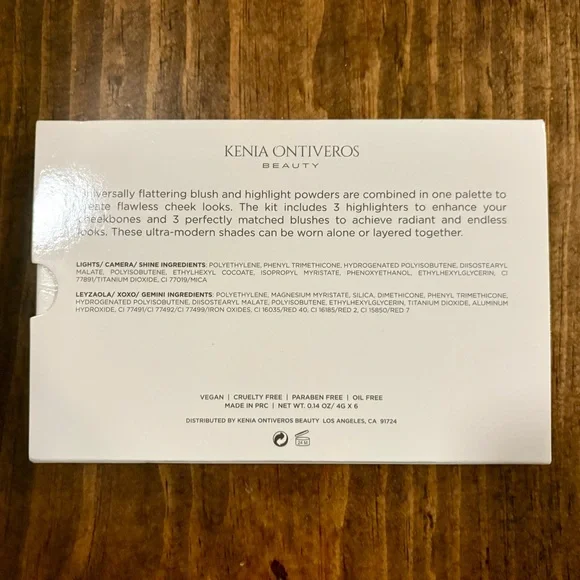 KENIA ONTIVEROS
BEAUTY
universally flattering blush and highlight powders are combined in one palette to
create flawless cheek looks. The kit includes 3 highlighters to enhance your
cheekbones and 3 perfectly matched blushes to achieve radiant and endless
looks. These ultra-modern shades can be worn alone or layered together.
LIGHTS/ CAMERA/ SHINE INGREDIENTS: POLYETHYLENE, PHENYL TRIMETHICONE, HYDROGENATED POLYISOBUTENE, DIISOSTEARYL
MALATE, POLYISOBUTENE, ETHYLHEXYL COCOATE, ISOPROPYL MYRISTATE, PHENOXYETHANOL, ETHYLHEXYLGLYCERIN, CI
77891/TITANIUM DIOXIDE, CI 77019/MICA
LEYZAOLA/ XOXO/ GEMINI INGREDIENTS: POLYETHYLENE, MAGNESIUM MYRISTATE, SILICA, DIMETHICONE, PHENYL TRIMETHICONE,
HYDROGENATED POLYISOBUTENE, DIISOSTEARYL MALATE, POLYISOBUTENE, ETHYLHEXYLGLYCERIN, TITANIUM DIOXIDE, ALUMINUM
HYDROXIDE, CI 77491/CI 77492/CI 77499/IRON OXIDES, CI 16035/RED 40, CI 16185/RED 2, CI 15850/RED 7
VEGAN | CRUELTY FREE | PARABEN FREE | OIL FREE
MADE IN PRC | NET WT. 0.14 OZ/ 4G X 6
DISTRIBUTED BY KENIA ONTIVEROS BEAUTY LOS ANGELES, CA 91724